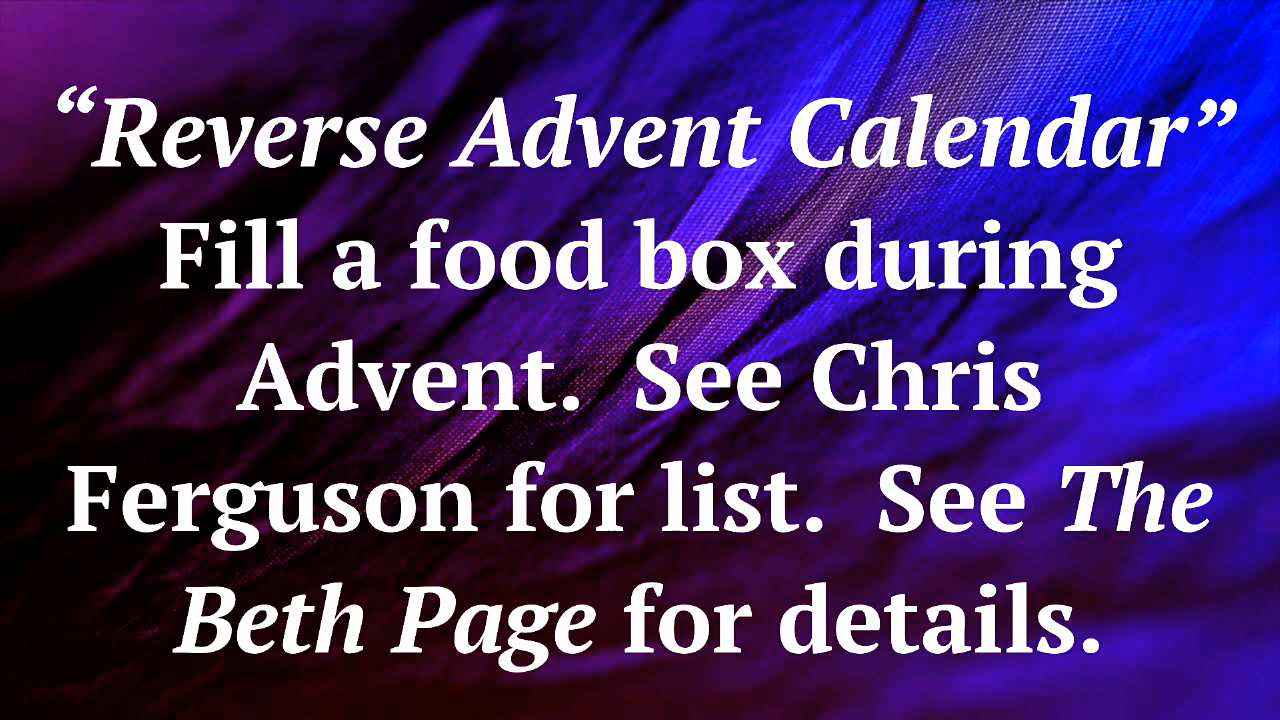 “Reverse Advent Calendar”
Fill a food box during
Advent.  See Chris
Ferguson for list.  See The
Beth Page for details.